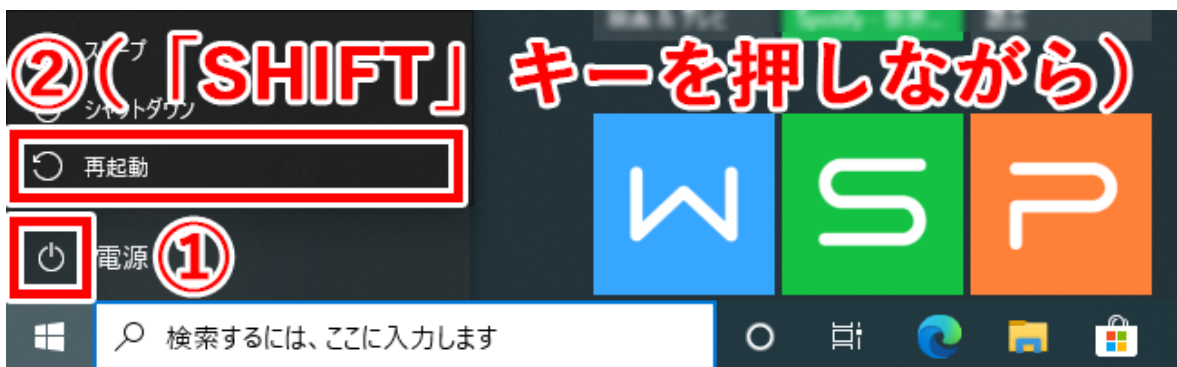 スリープ
②(「SHIFT」キーを押しながら)
シャットダウン
再起動
電源 ①
検索するには、ここに入力します